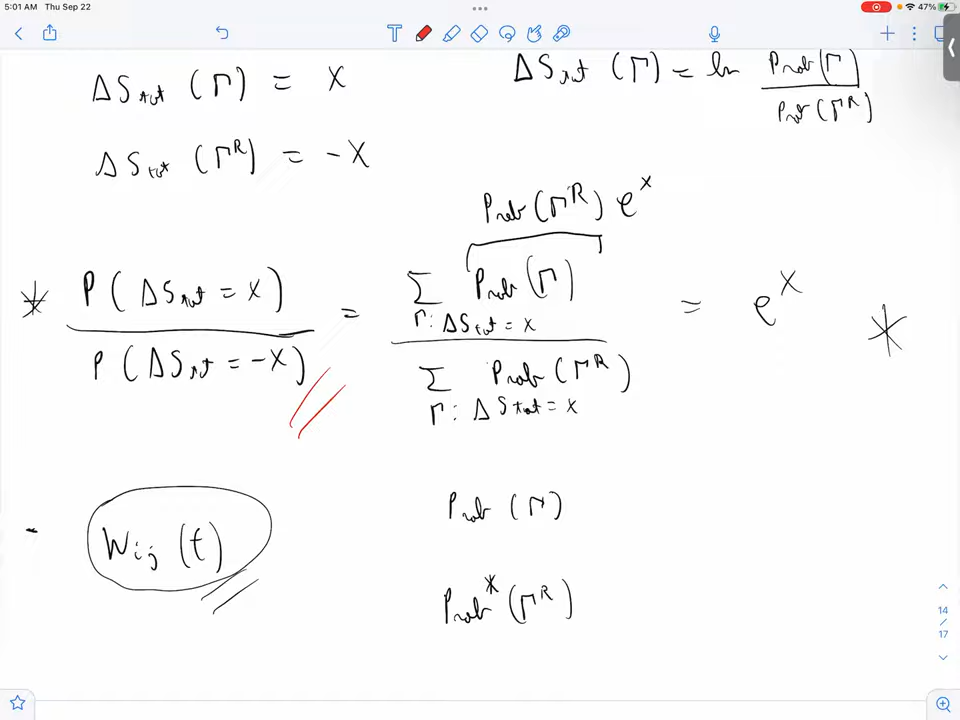 5:01 AM Thu Sep 22
47%
ΔS_tot (Γ) = X
ΔS_tot (Γ) = ln Prob(Γ) / Prob(Γ^R)
ΔS_tot (Γ^R) = -X
Prob(Γ^R) e^x
* P(ΔS_tot = x) / P(ΔS_tot = -X) = Σ_{Γ: ΔS_tot = x} Prob(Γ) / Σ_{Γ: ΔS_tot = x} Prob(Γ^R) = e^x *
Prob (Γ)
- W_ij (t)
Prob* (Γ^R)
14
/
17